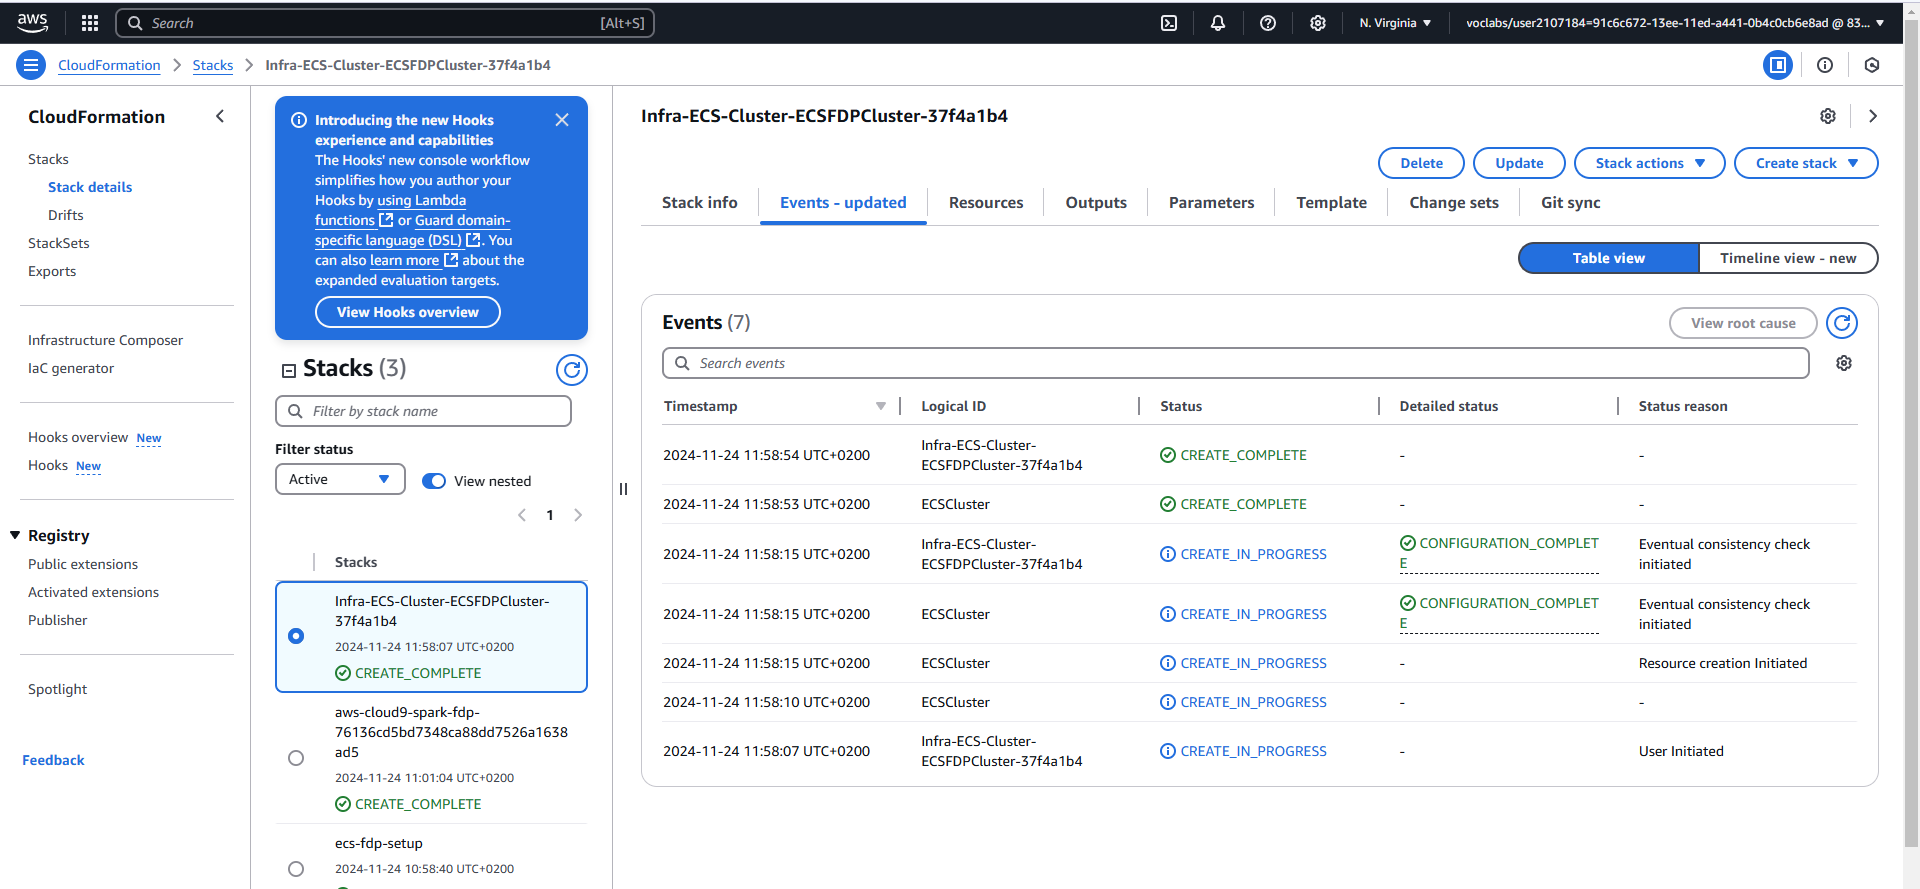 aws
Search
[Alt+S]
N. Virginia
voclabs/user2107184=91c6c672-13ee-11ed-a441-0b4c0cb6e8ad @ 83...
CloudFormation
Stacks
Infra-ECS-Cluster-ECSFDPCluster-37f4a1b4
CloudFormation
Stacks
Stack details
Drifts
StackSets
Exports
Infrastructure Composer
IaC generator
Hooks overview New
Hooks New
Registry
Public extensions
Activated extensions
Publisher
Spotlight
Feedback
Introducing the new Hooks
experience and capabilities
The Hooks' new console workflow
simplifies how you author your
Hooks by using Lambda
functions or Guard domain-
specific language (DSL). You
can also learn more about the
expanded evaluation targets.
View Hooks overview
Stacks (3)
Filter by stack name
Filter status
Active
View nested
1
Stacks
Infra-ECS-Cluster-ECSFDPCluster-
37f4a1b4
2024-11-24 11:58:07 UTC+0200
CREATE_COMPLETE
aws-cloud9-spark-fdp-
76136cd5bd7348ca88dd7526a1638
ad5
2024-11-24 11:01:04 UTC+0200
CREATE_COMPLETE
ecs-fdp-setup
2024-11-24 10:58:40 UTC+0200
Infra-ECS-Cluster-ECSFDPCluster-37f4a1b4
Delete
Update
Stack actions
Create stack
Stack info
Events - updated
Resources
Outputs
Parameters
Template
Change sets
Git sync
Table view
Timeline view - new
Events (7)
View root cause
Search events
Timestamp
Logical ID
Status
Detailed status
Status reason
2024-11-24 11:58:54 UTC+0200
Infra-ECS-Cluster-
ECSFDPCluster-37f4a1b4
CREATE_COMPLETE
-
-
2024-11-24 11:58:53 UTC+0200
ECSCluster
CREATE_COMPLETE
-
-
2024-11-24 11:58:15 UTC+0200
Infra-ECS-Cluster-
ECSFDPCluster-37f4a1b4
CREATE_IN_PROGRESS
CONFIGURATION_COMPLET
E
Eventual consistency check
initiated
2024-11-24 11:58:15 UTC+0200
ECSCluster
CREATE_IN_PROGRESS
CONFIGURATION_COMPLET
E
Eventual consistency check
initiated
2024-11-24 11:58:15 UTC+0200
ECSCluster
CREATE_IN_PROGRESS
-
Resource creation Initiated
2024-11-24 11:58:10 UTC+0200
ECSCluster
CREATE_IN_PROGRESS
-
-
2024-11-24 11:58:07 UTC+0200
Infra-ECS-Cluster-
ECSFDPCluster-37f4a1b4
CREATE_IN_PROGRESS
-
User Initiated